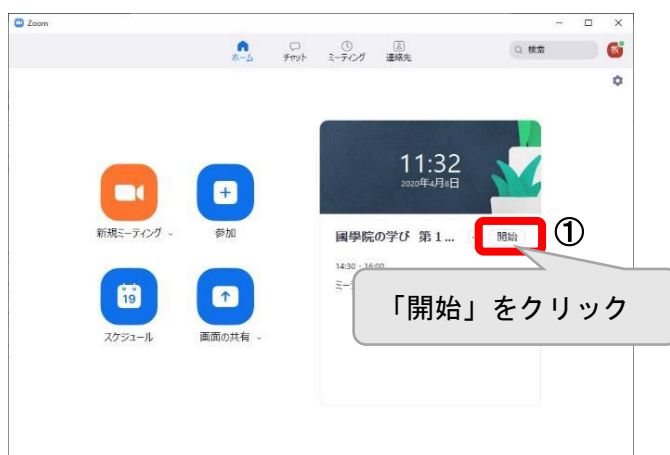 Zoom
ホーム
チャット
ミーティング
連絡先
検索
教
11:32
2020年4月8日
新規ミーティング
参加
國學院の学び 第1...
開始
①
14:30 - 16:00
「開始」をクリック
19
スケジュール
画面の共有